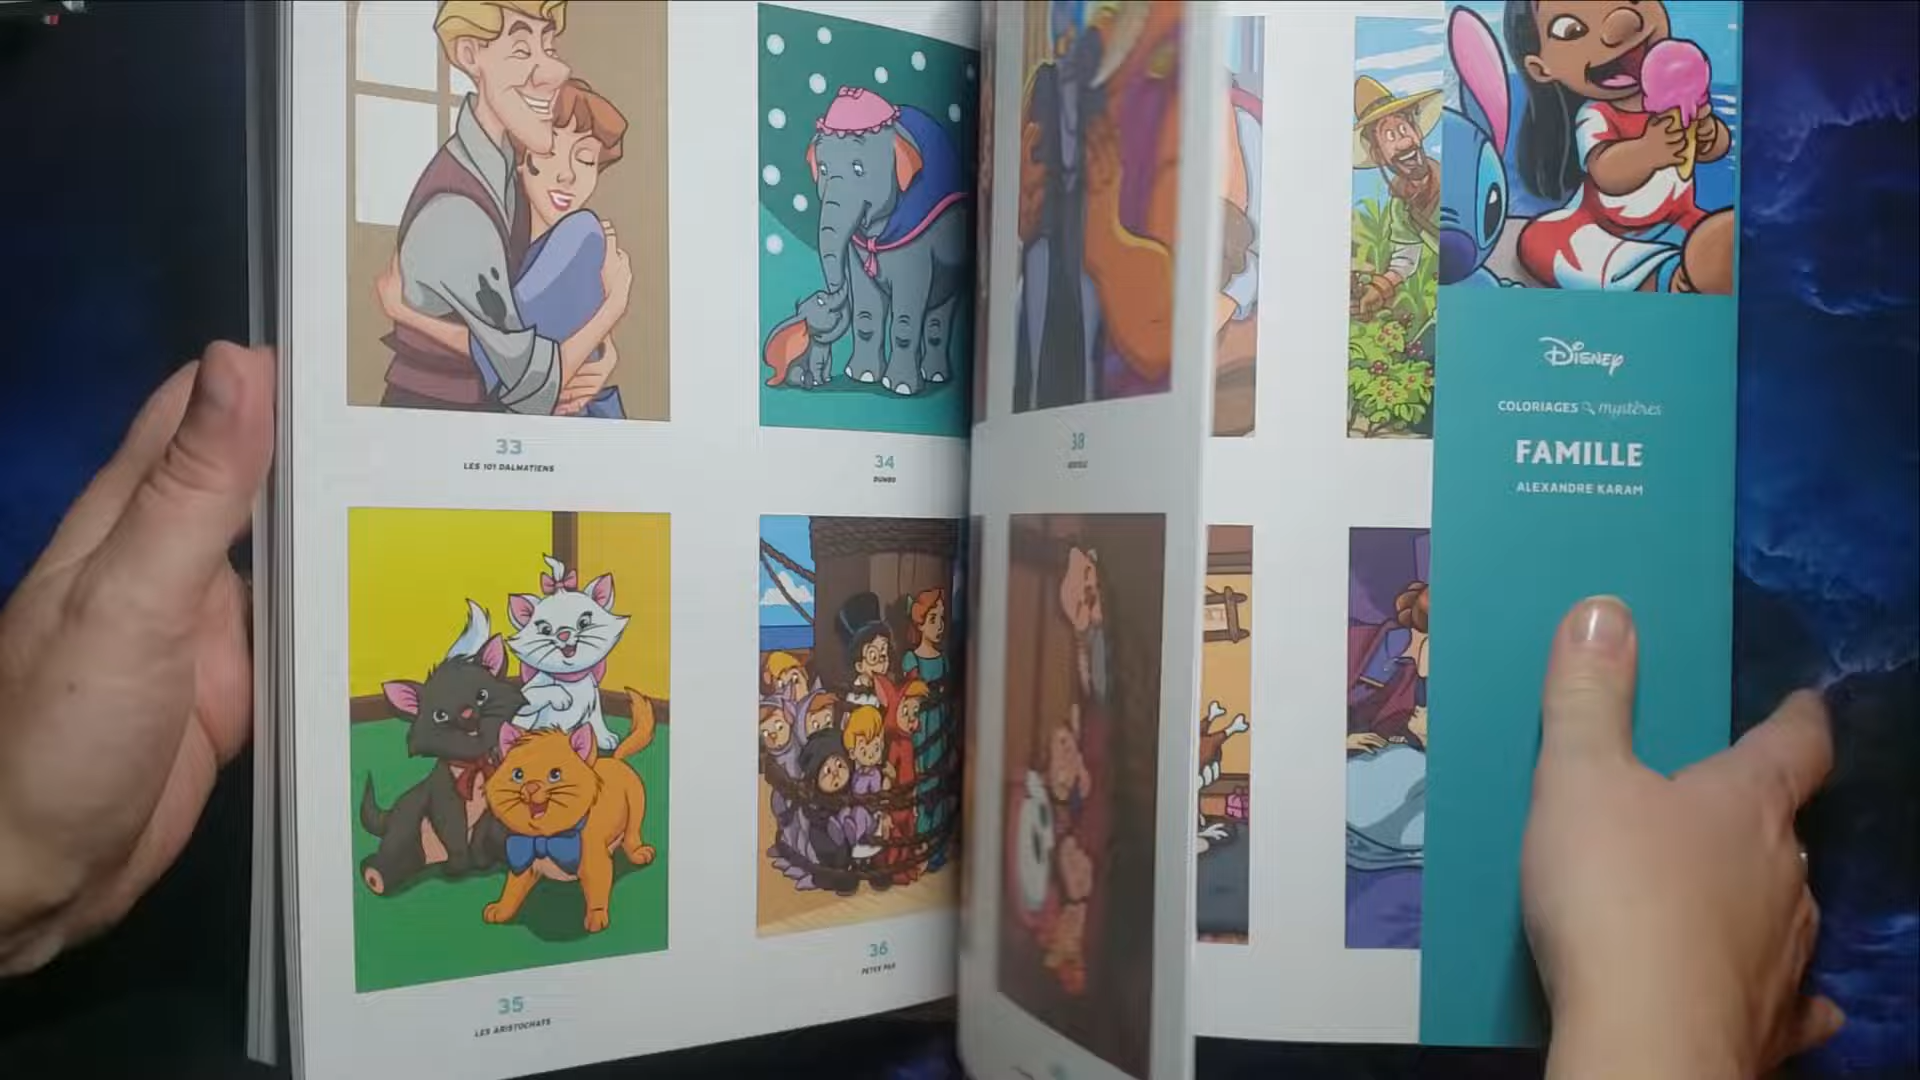 33
LES 101 DALMATIENS
34
DUMBO
35
LES ARISTOCHATS
36
PETER PAN
38
Disney
COLORIAGES mystères
FAMILLE
ALEXANDRE KARAM